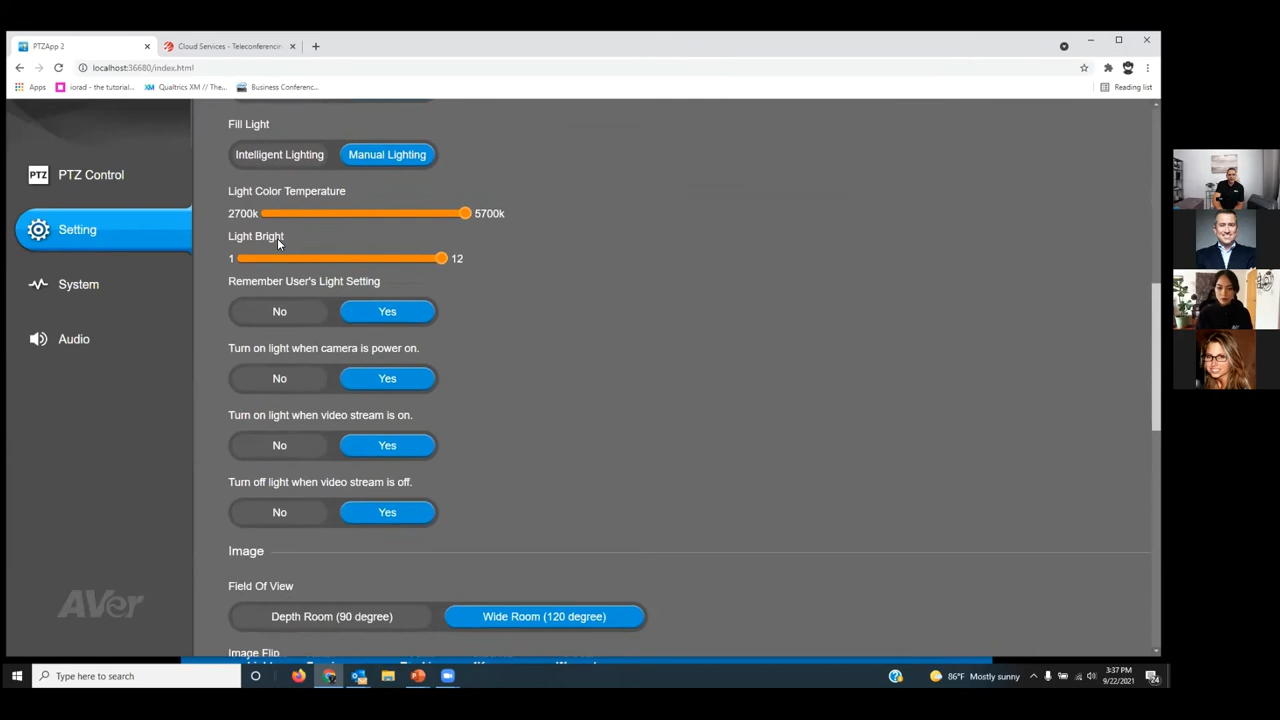 PTZApp 2
Cloud Services - Teleconferencin
localhost:36680/index.html
Apps
iorad - the tutorial...
Qualtrics XM // The...
Business Conferenc...
Reading list
PTZ
PTZ Control
Setting
System
Audio
AVer
Fill Light
Intelligent Lighting
Manual Lighting
Light Color Temperature
2700k
5700k
Light Bright
1
12
Remember User's Light Setting
No
Yes
Turn on light when camera is power on.
No
Yes
Turn on light when video stream is on.
No
Yes
Turn off light when video stream is off.
No
Yes
Image
Field Of View
Depth Room (90 degree)
Wide Room (120 degree)
Image Flip
Type here to search
86°F Mostly sunny
3:37 PM
9/22/2021
24